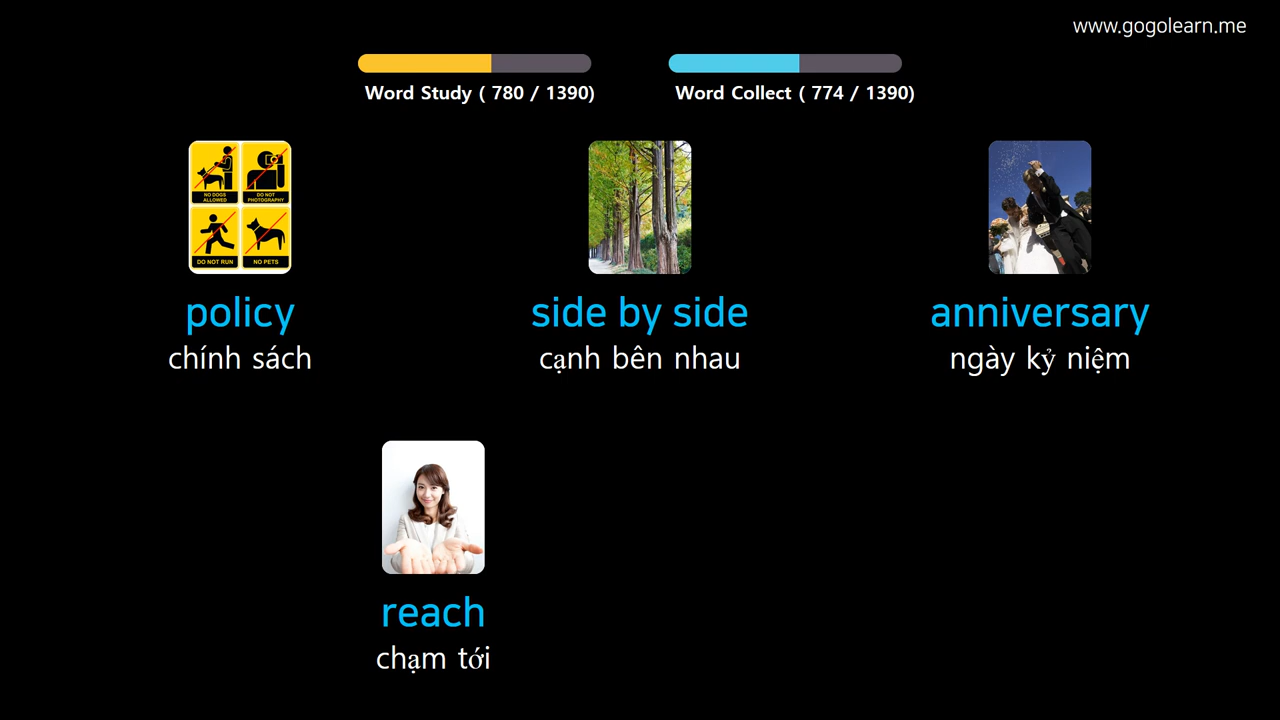 www.gogolearn.me
Word Study ( 780 / 1390)
Word Collect ( 774 / 1390)
NO DOGS
ALLOWED
DO NOT
PHOTOGRAPHY
DO NOT RUN
NO PETS
policy
side by side
anniversary
chính sách
cạnh bên nhau
ngày kỷ niệm
reach
chạm tới